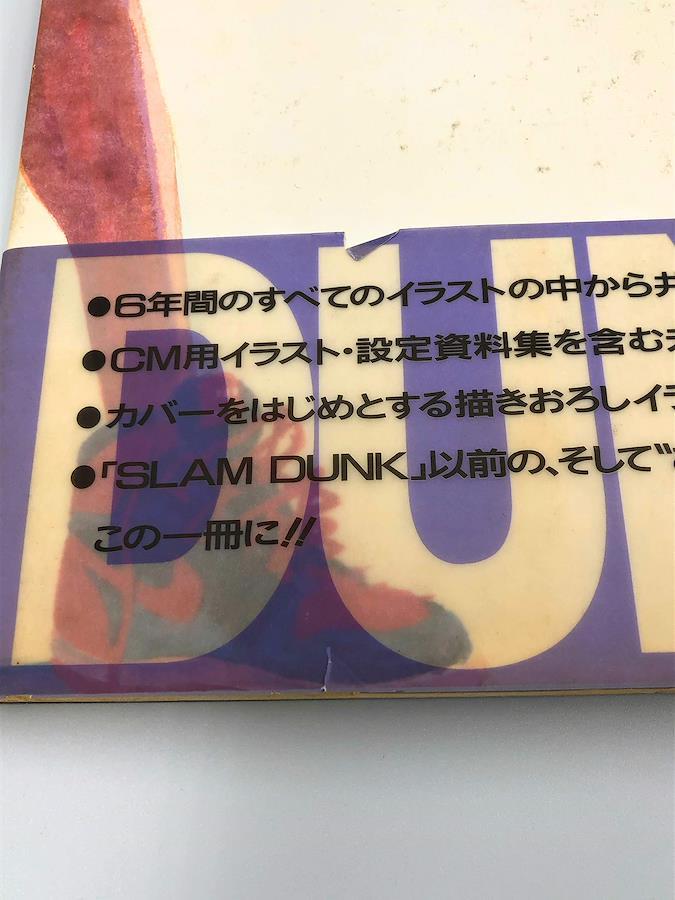 DUN
●6年間のすべてのイラストの中から井
●CM用イラスト・設定資料集を含む
●カバーをはじめとする描きおろしイラ
●「SLAM DUNK」以前の、そして"
この一冊に!!